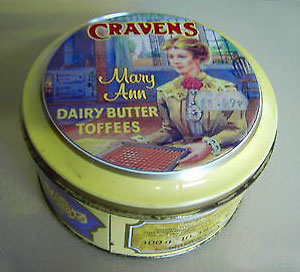 CRAVENS
Mary
Ann
DAIRY BUTTER
TOFFEES